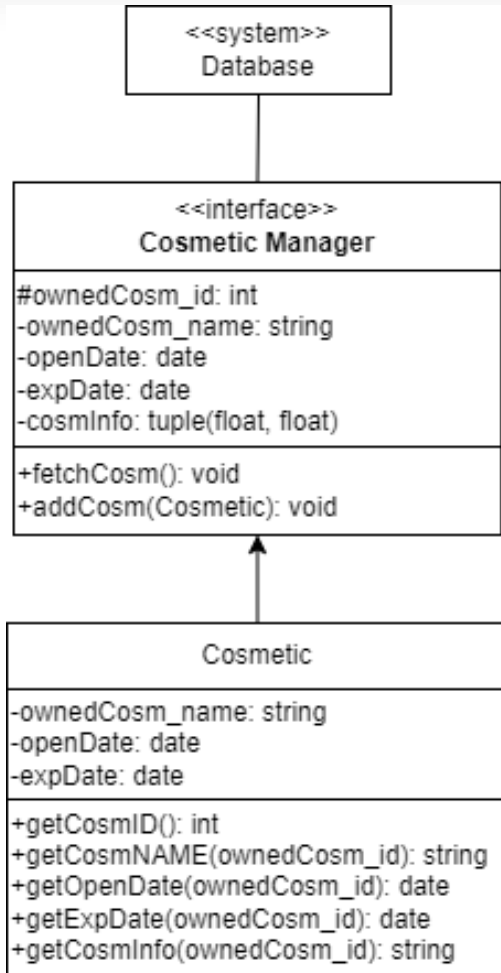 <<system>>
Database
<<interface>>
Cosmetic Manager
#ownedCosm_id: int
-ownedCosm_name: string
-openDate: date
-expDate: date
-cosmInfo: tuple(float, float)
+fetchCosm(): void
+addCosm(Cosmetic): void
Cosmetic
-ownedCosm_name: string
-openDate: date
-expDate: date
+getCosmID(): int
+getCosmNAME(ownedCosm_id): string
+getOpenDate(ownedCosm_id): date
+getExpDate(ownedCosm_id): date
+getCosmInfo(ownedCosm_id): string